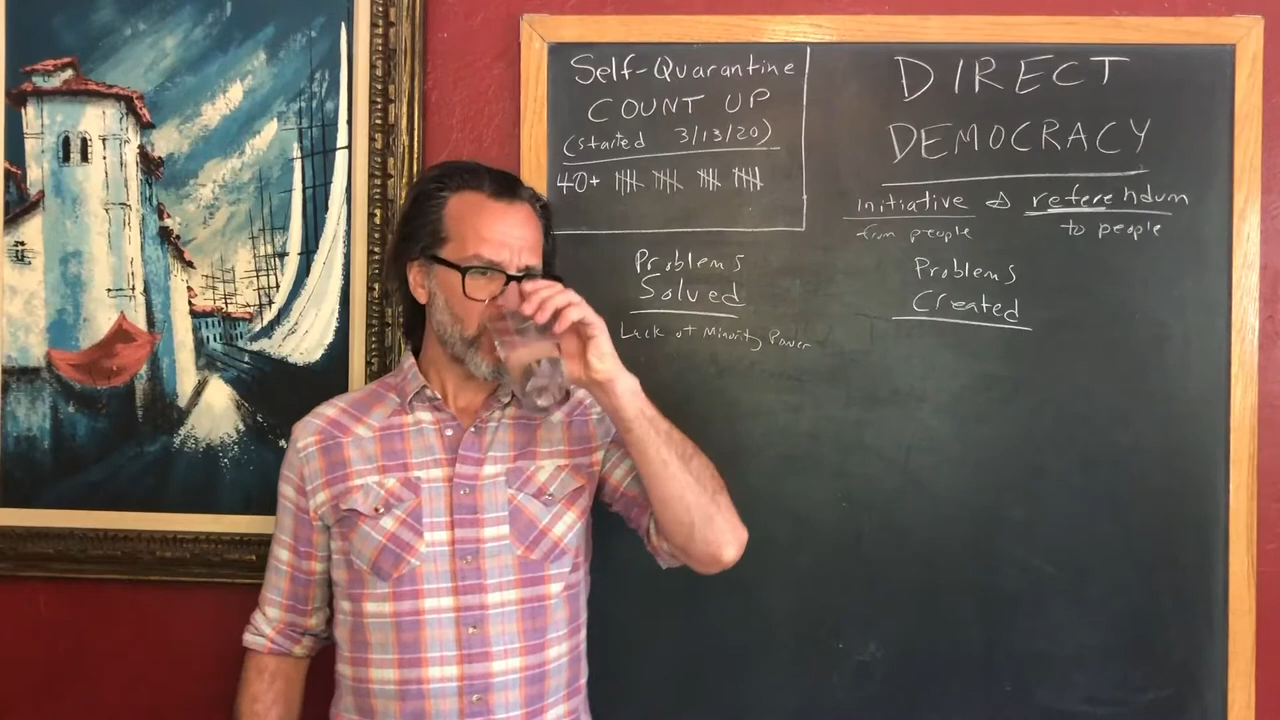 Self-Quarantine
COUNT UP
(started 3/13/20)
40+ |||| |||| |||| ||||
DIRECT
DEMOCRACY
initiative & referendum
from people to people
Problems
Solved
Lack of Minority Power
Problems
Created